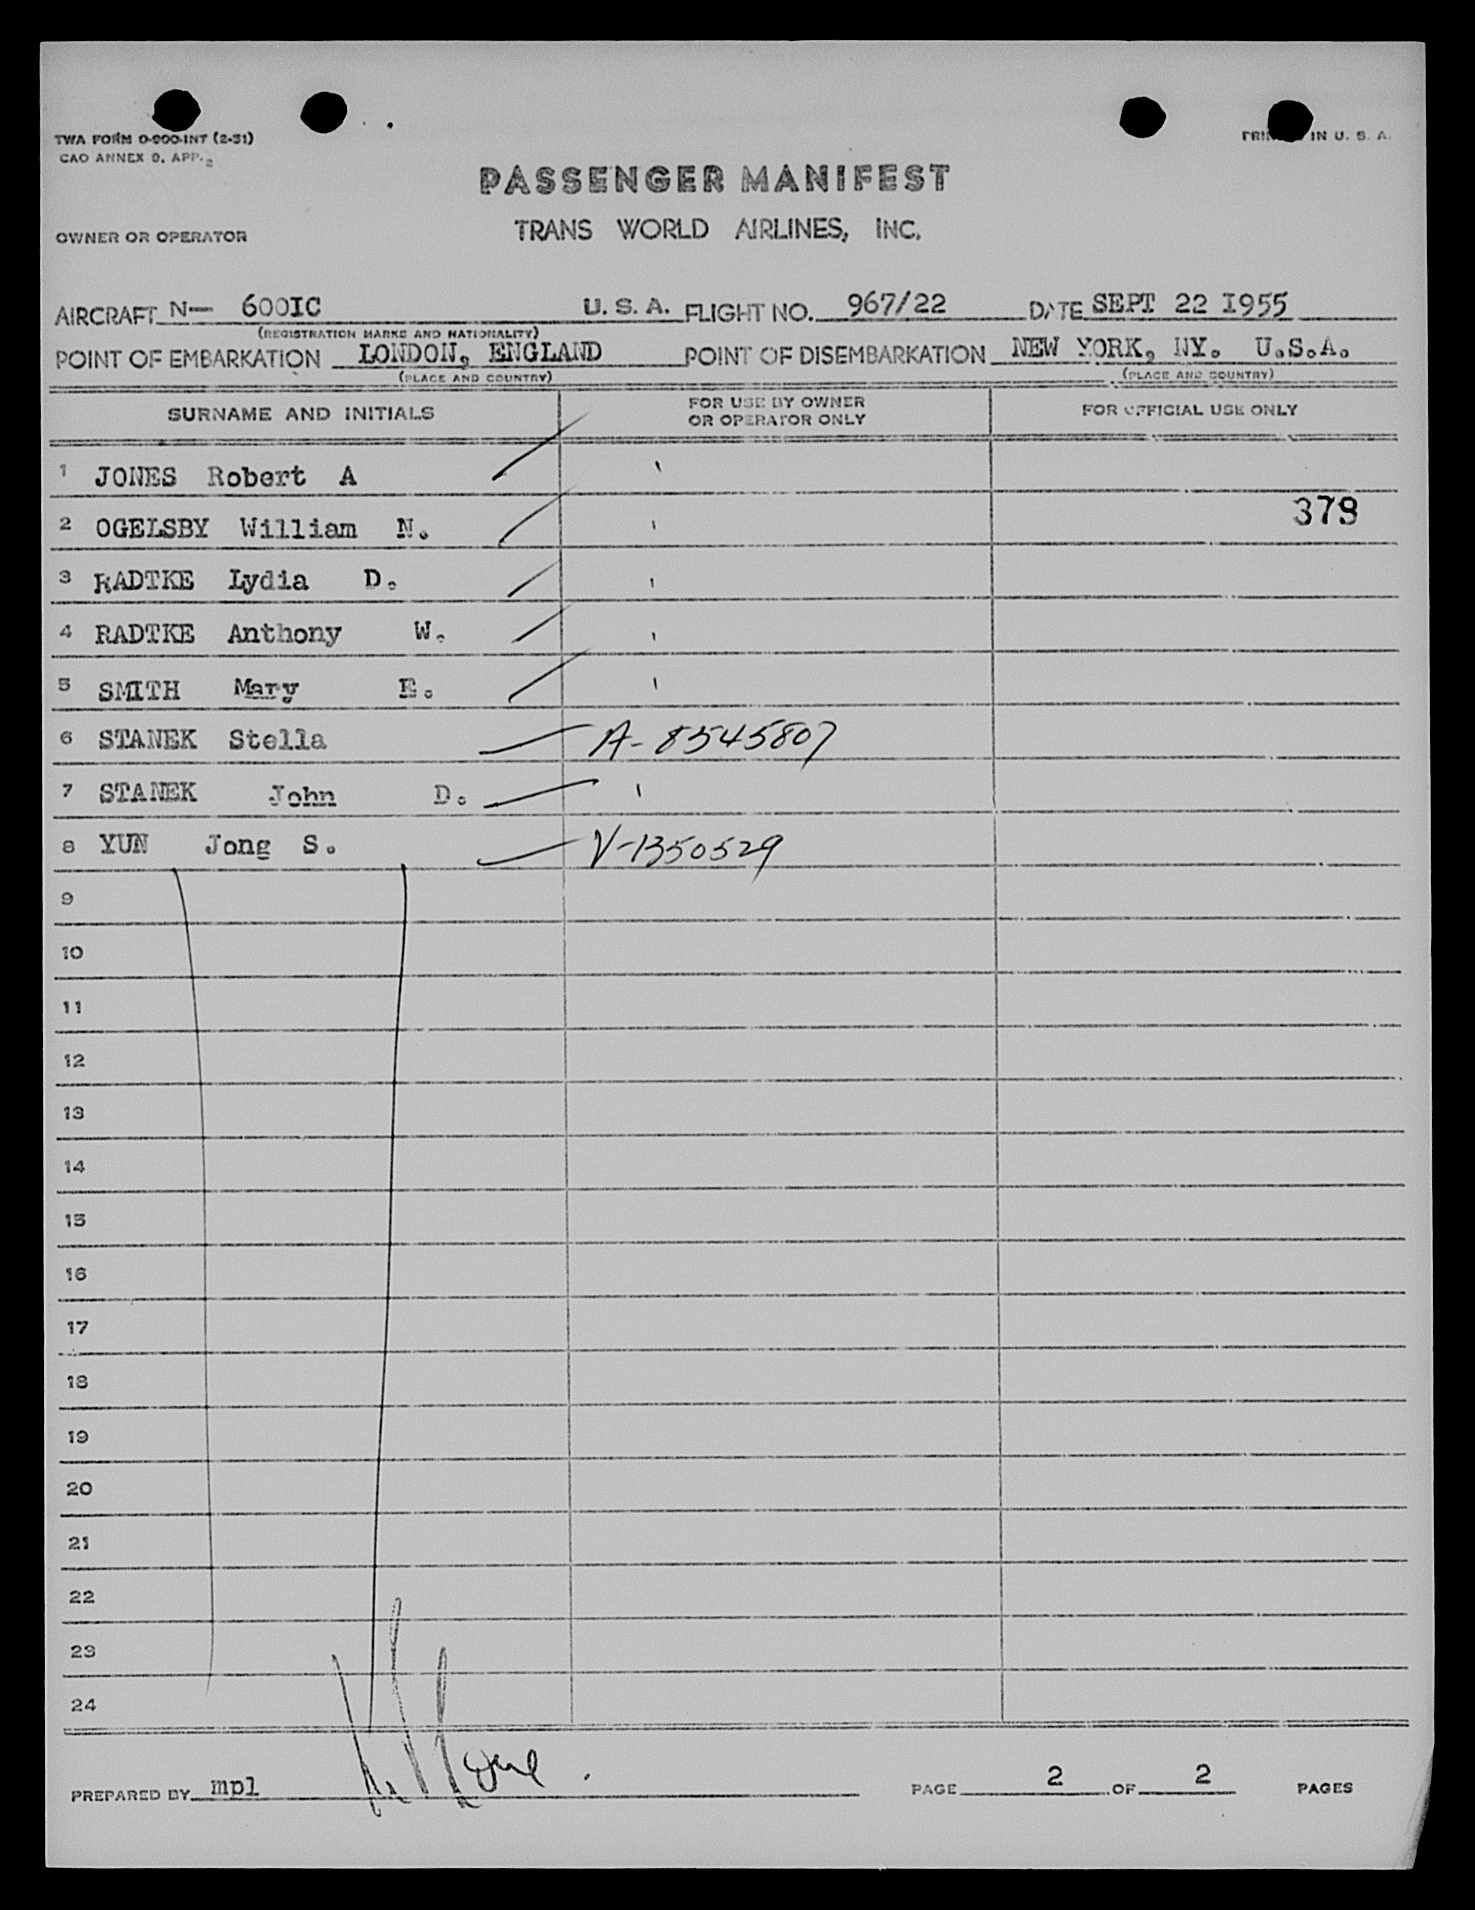 TWA FORM O-900-INT (2-51)
CAO ANNEX 9, APP. 2
PRINTED IN U. S. A.
PASSENGER MANIFEST
OWNER OR OPERATOR
TRANS WORLD AIRLINES, INC.
AIRCRAFT N— 600IC U. S. A. FLIGHT NO. 967/22 DATE SEPT 22 I955
(REGISTRATION MARKS AND NATIONALITY)
POINT OF EMBARKATION LONDON, ENGLAND POINT OF DISEMBARKATION NEW YORK, NY. U.S.A.
(PLACE AND COUNTRY) (PLACE AND COUNTRY)
SURNAME AND INITIALS FOR USE BY OWNER OR OPERATOR ONLY FOR OFFICIAL USE ONLY
1 JONES Robert A
2 OGELSBY William N. 379
3 RADTKE Lydia D.
4 RADTKE Anthony W.
5 SMITH Mary E.
6 STANEK Stella A-8545807
7 STANEK John D.
8 YUN Jong S. V-1350529
9
10
11
12
13
14
15
16
17
18
19
20
21
22
23
24
PREPARED BY mpl PAGE 2 OF 2 PAGES